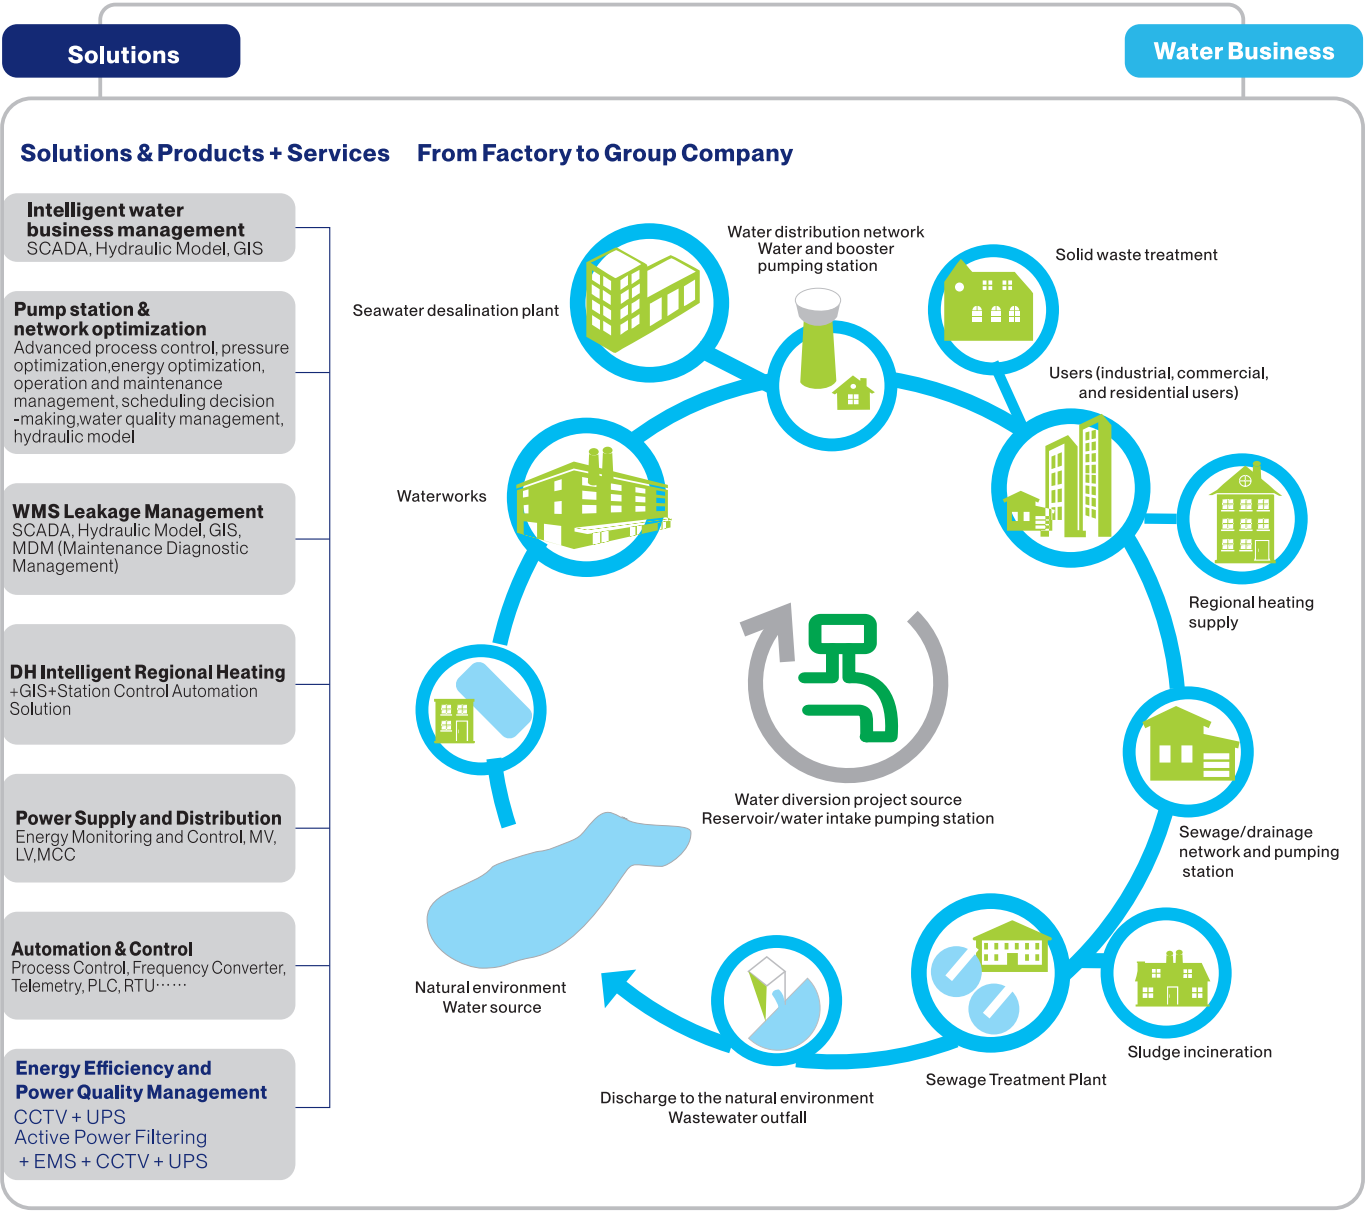 Solutions
Water Business
Solutions & Products + Services
From Factory to Group Company
Intelligent water
business management
SCADA, Hydraulic Model, GIS
Pump station &
network optimization
Advanced process control, pressure
optimization,energy optimization,
operation and maintenance
management, scheduling decision
-making,water quality management,
hydraulic model
WMS Leakage Management
SCADA, Hydraulic Model, GIS,
MDM (Maintenance Diagnostic
Management)
DH Intelligent Regional Heating
+GIS+Station Control Automation
Solution
Power Supply and Distribution
Energy Monitoring and Control, MV,
LV,MCC
Automation & Control
Process Control, Frequency Converter,
Telemetry, PLC, RTU……
Energy Efficiency and
Power Quality Management
CCTV + UPS
Active Power Filtering
+ EMS + CCTV + UPS
Water distribution network
Water and booster
pumping station
Solid waste treatment
Seawater desalination plant
Users (industrial, commercial,
and residential users)
Waterworks
Regional heating
supply
Water diversion project source
Reservoir/water intake pumping station
Sewage/drainage
network and pumping
station
Natural environment
Water source
Sludge incineration
Sewage Treatment Plant
Discharge to the natural environment
Wastewater outfall